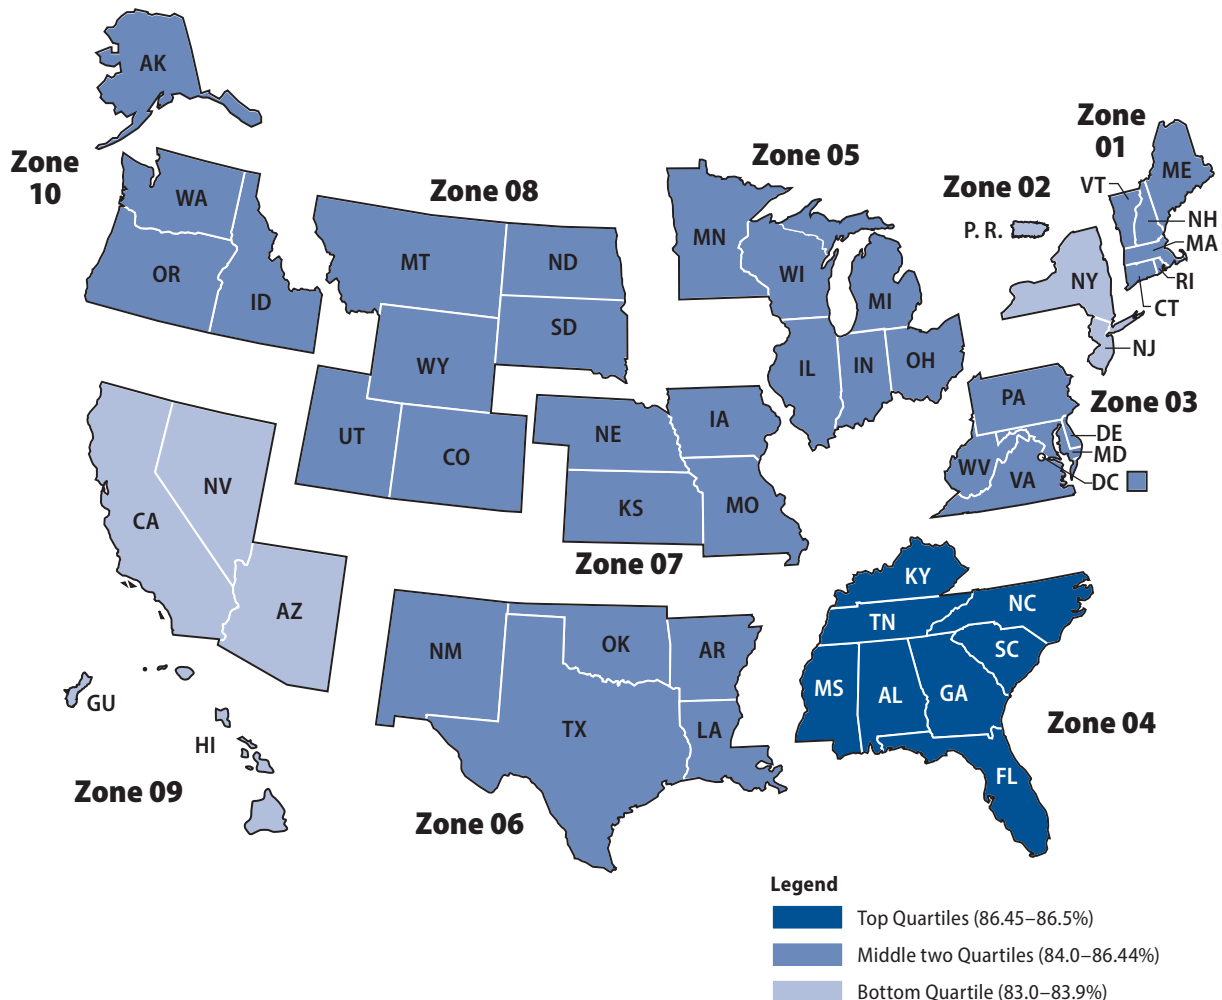 AK
Zone
10
WA
OR
ID
Zone 08
MT
ND
SD
WY
UT
CO
Zone 05
MN
WI
MI
IL
IN
OH
Zone
01
ME
VT
NH
MA
RI
CT
Zone 02
P. R.
NY
NJ
Zone 03
PA
DE
MD
WV
VA
DC
NE
IA
KS
MO
Zone 07
CA
NV
AZ
GU
HI
Zone 09
NM
OK
AR
TX
LA
Zone 06
KY
TN
NC
SC
MS
AL
GA
FL
Zone 04
Legend
Top Quartiles (86.45–86.5%)
Middle two Quartiles (84.0–86.44%)
Bottom Quartile (83.0–83.9%)